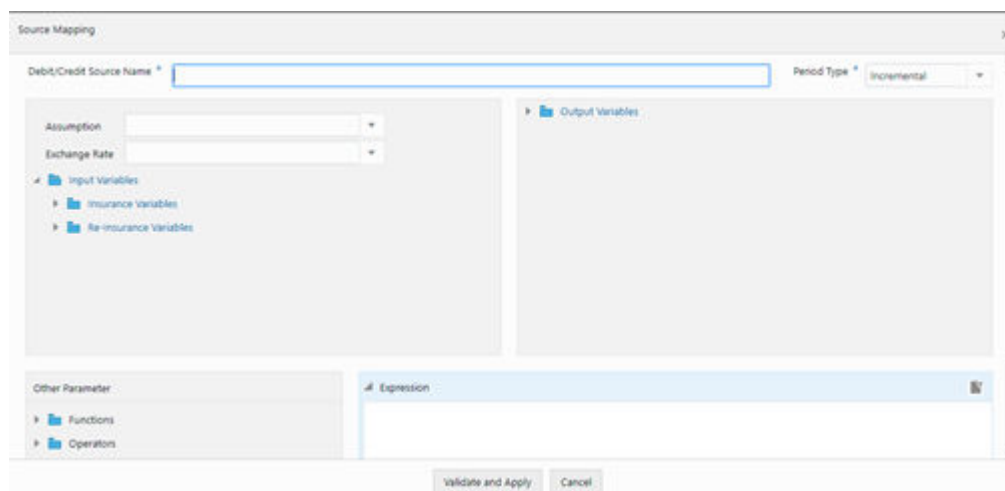 Source Mapping
Debit/Credit Source Name *
Period Type * Incremental
Assumption
Exchange Rate
Input Variables
Insurance Variables
Re-Insurance Variables
Output Variables
Other Parameter
Functions
Operators
Expression
Validate and Apply Cancel